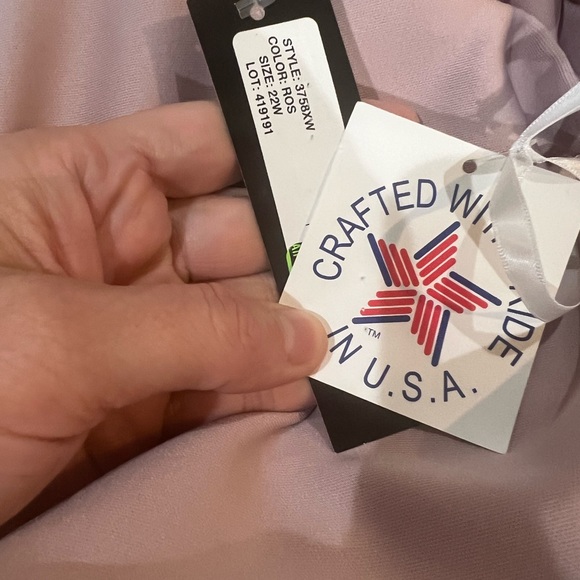 STYLE: 3758XW
COLOR: ROS
SIZE: 22W
LOT: 419191
CRAFTED
IN U.S.A.
TM